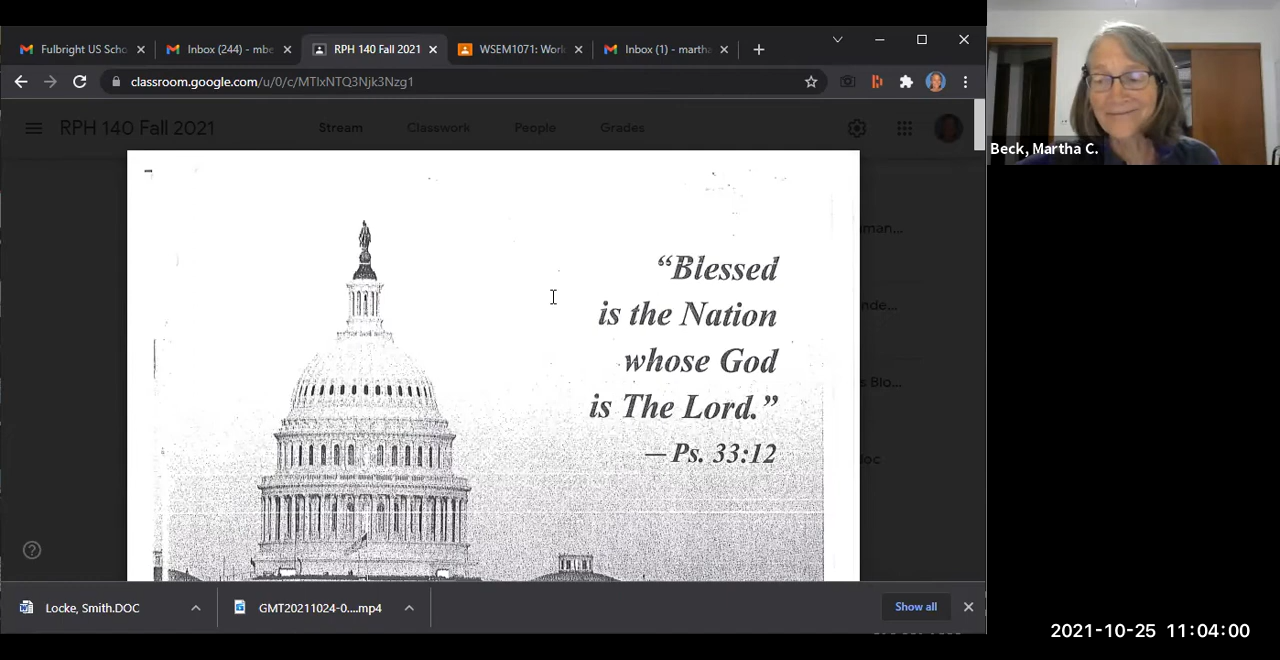 Fulbright US Scho
Inbox (244) - mbe
RPH 140 Fall 2021
WSEM1071: Worl
Inbox (1) - martha
classroom.google.com/u/0/c/MTIxNTQ3Njk3Nzg1
RPH 140 Fall 2021
Stream
Classwork
People
Grades
Beck, Martha C.
“Blessed
is the Nation
whose God
is The Lord.”
— Ps. 33:12
Locke, Smith.DOC
GMT20211024-0....mp4
Show all
2021-10-25 11:04:00